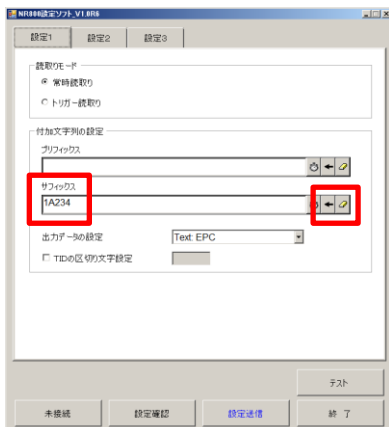 NR800設定ソフト_V1.0R6
設定1 設定2 設定3
読取りモード
常時読取り
トリガー読取り
付加文字列の設定
プリフィックス
サフィックス
1A234
出力データの設定 Text: EPC
TIDの区切り文字設定
テスト
未接続 設定確認 設定送信 終 了